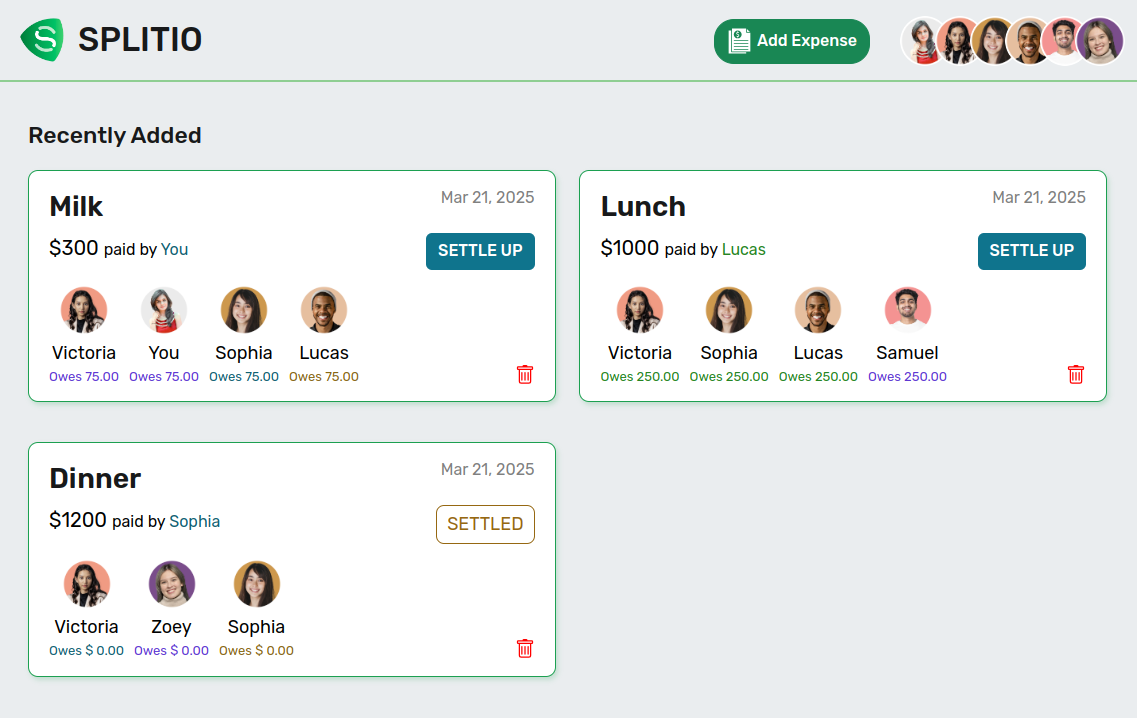 SPLITIO
Add Expense
Recently Added
Milk
Mar 21, 2025
$300 paid by You
SETTLE UP
Victoria You Sophia Lucas
Owes 75.00 Owes 75.00 Owes 75.00 Owes 75.00
Lunch
Mar 21, 2025
$1000 paid by Lucas
SETTLE UP
Victoria Sophia Lucas Samuel
Owes 250.00 Owes 250.00 Owes 250.00 Owes 250.00
Dinner
Mar 21, 2025
$1200 paid by Sophia
SETTLED
Victoria Zoey Sophia
Owes $ 0.00 Owes $ 0.00 Owes $ 0.00